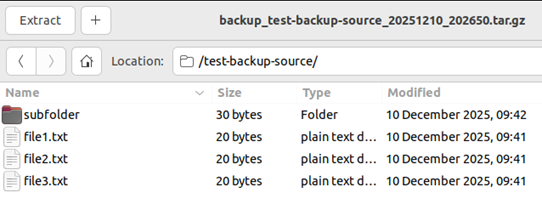 Extract + backup_test-backup-source_20251210_202650.tar.gz
Location: /test-backup-source/
Name Size Type Modified
subfolder 30 bytes Folder 10 December 2025, 09:42
file1.txt 20 bytes plain text d... 10 December 2025, 09:41
file2.txt 20 bytes plain text d... 10 December 2025, 09:41
file3.txt 20 bytes plain text d... 10 December 2025, 09:41